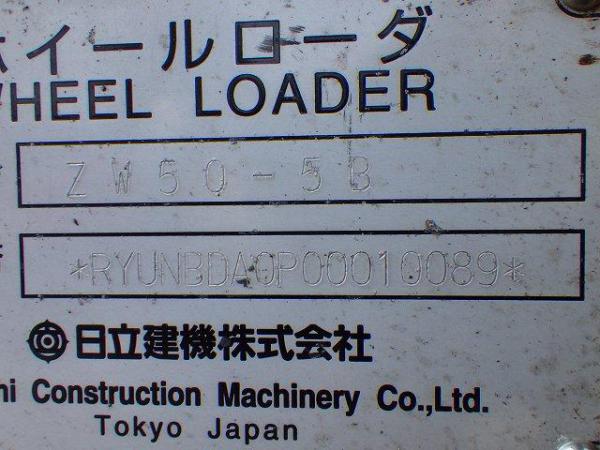 ホイールローダ
WHEEL LOADER
ZW50-5B
*RYUNBDA0P00010089*
日立建機株式会社
hi Construction Machinery Co.,Ltd.
Tokyo Japan